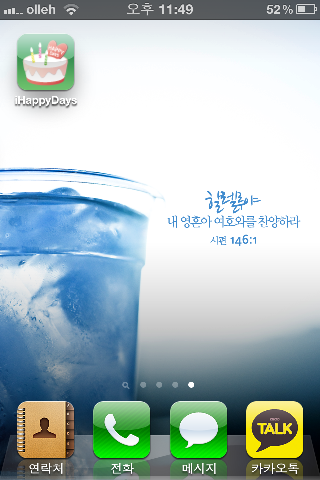 olleh 오후 11:49 52%
HAPPY DAYS
iHappyDays
할렐루야
내 영혼아 여호와를 찬양하라
시편 146:1
TALK
연락처 전화 메시지 카카오톡